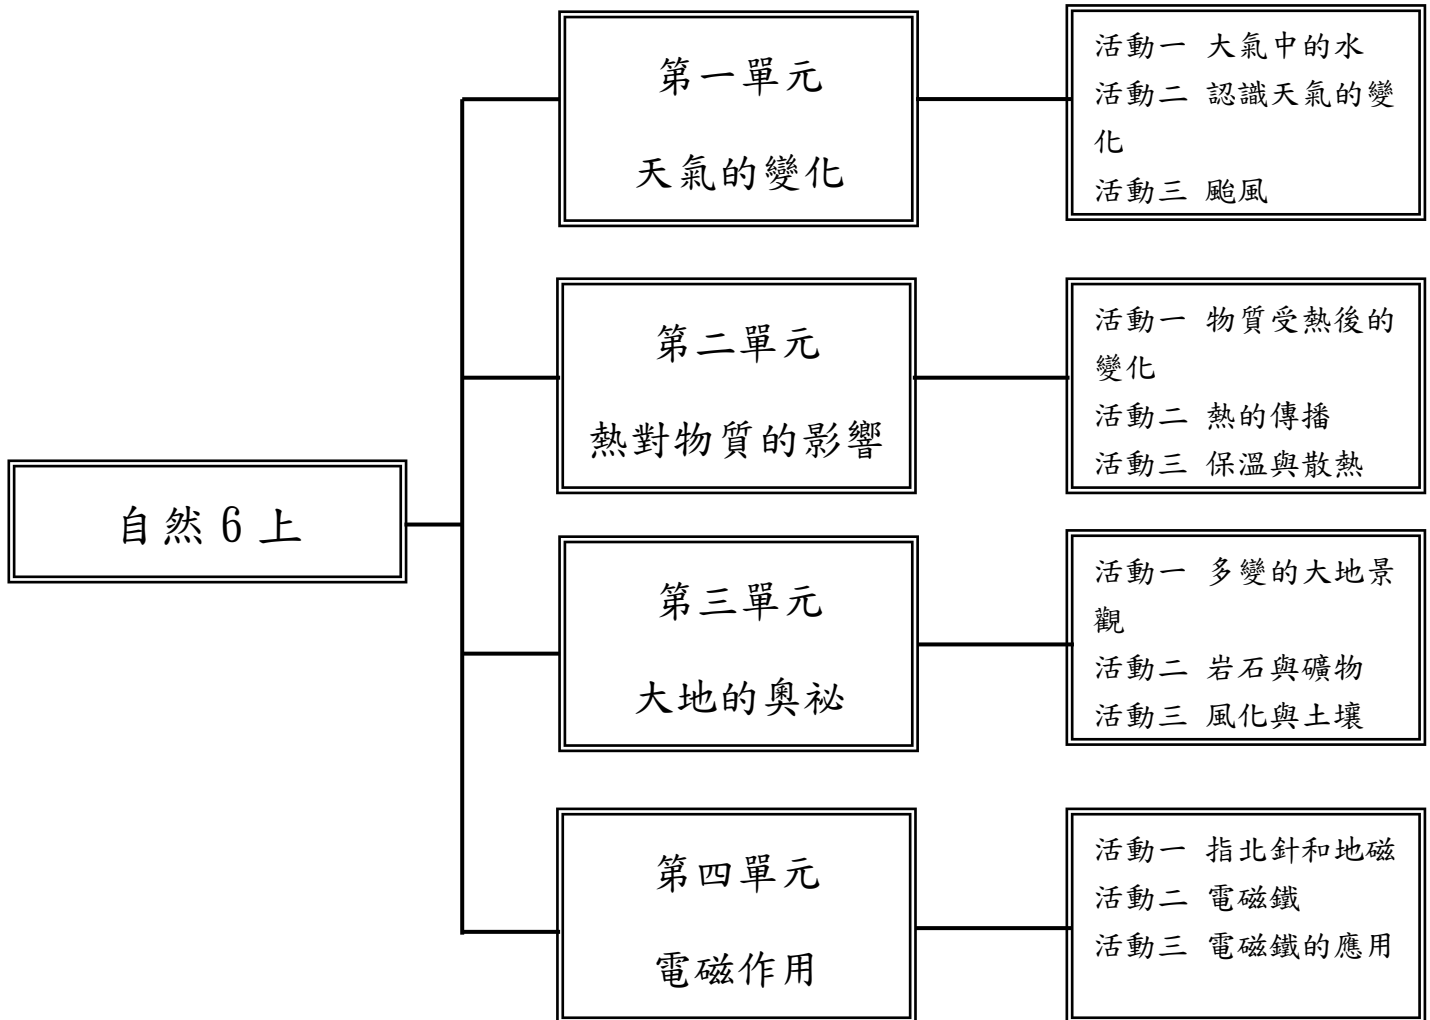 自然 6 上
第一單元
天氣的變化
活動一 大氣中的水
活動二 認識天氣的變
化
活動三 颱風
第二單元
熱對物質的影響
活動一 物質受熱後的
變化
活動二 熱的傳播
活動三 保溫與散熱
第三單元
大地的奧祕
活動一 多變的大地景
觀
活動二 岩石與礦物
活動三 風化與土壤
第四單元
電磁作用
活動一 指北針和地磁
活動二 電磁鐵
活動三 電磁鐵的應用